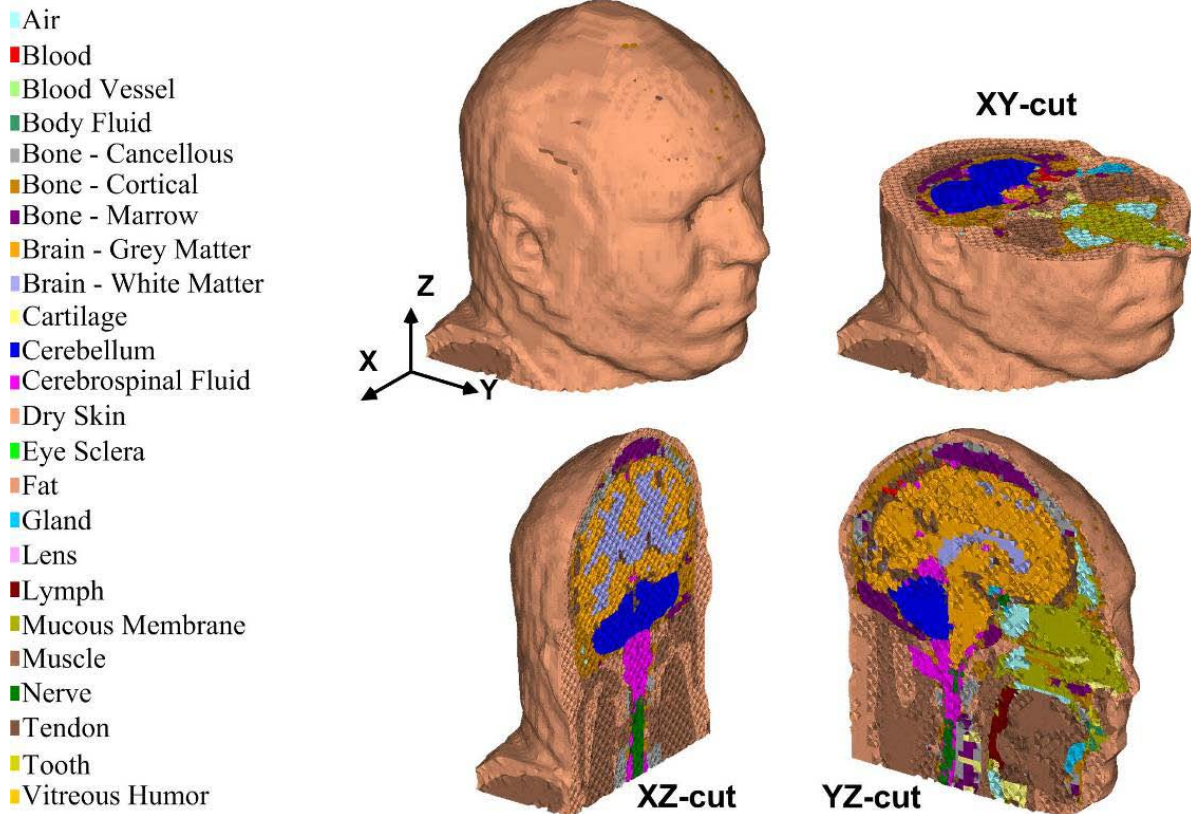 Air
Blood
Blood Vessel
Body Fluid
Bone - Cancellous
Bone - Cortical
Bone - Marrow
Brain - Grey Matter
Brain - White Matter
Cartilage
Cerebellum
Cerebrospinal Fluid
Dry Skin
Eye Sclera
Fat
Gland
Lens
Lymph
Mucous Membrane
Muscle
Nerve
Tendon
Tooth
Vitreous Humor
XY-cut
Z
X
Y
XZ-cut
YZ-cut